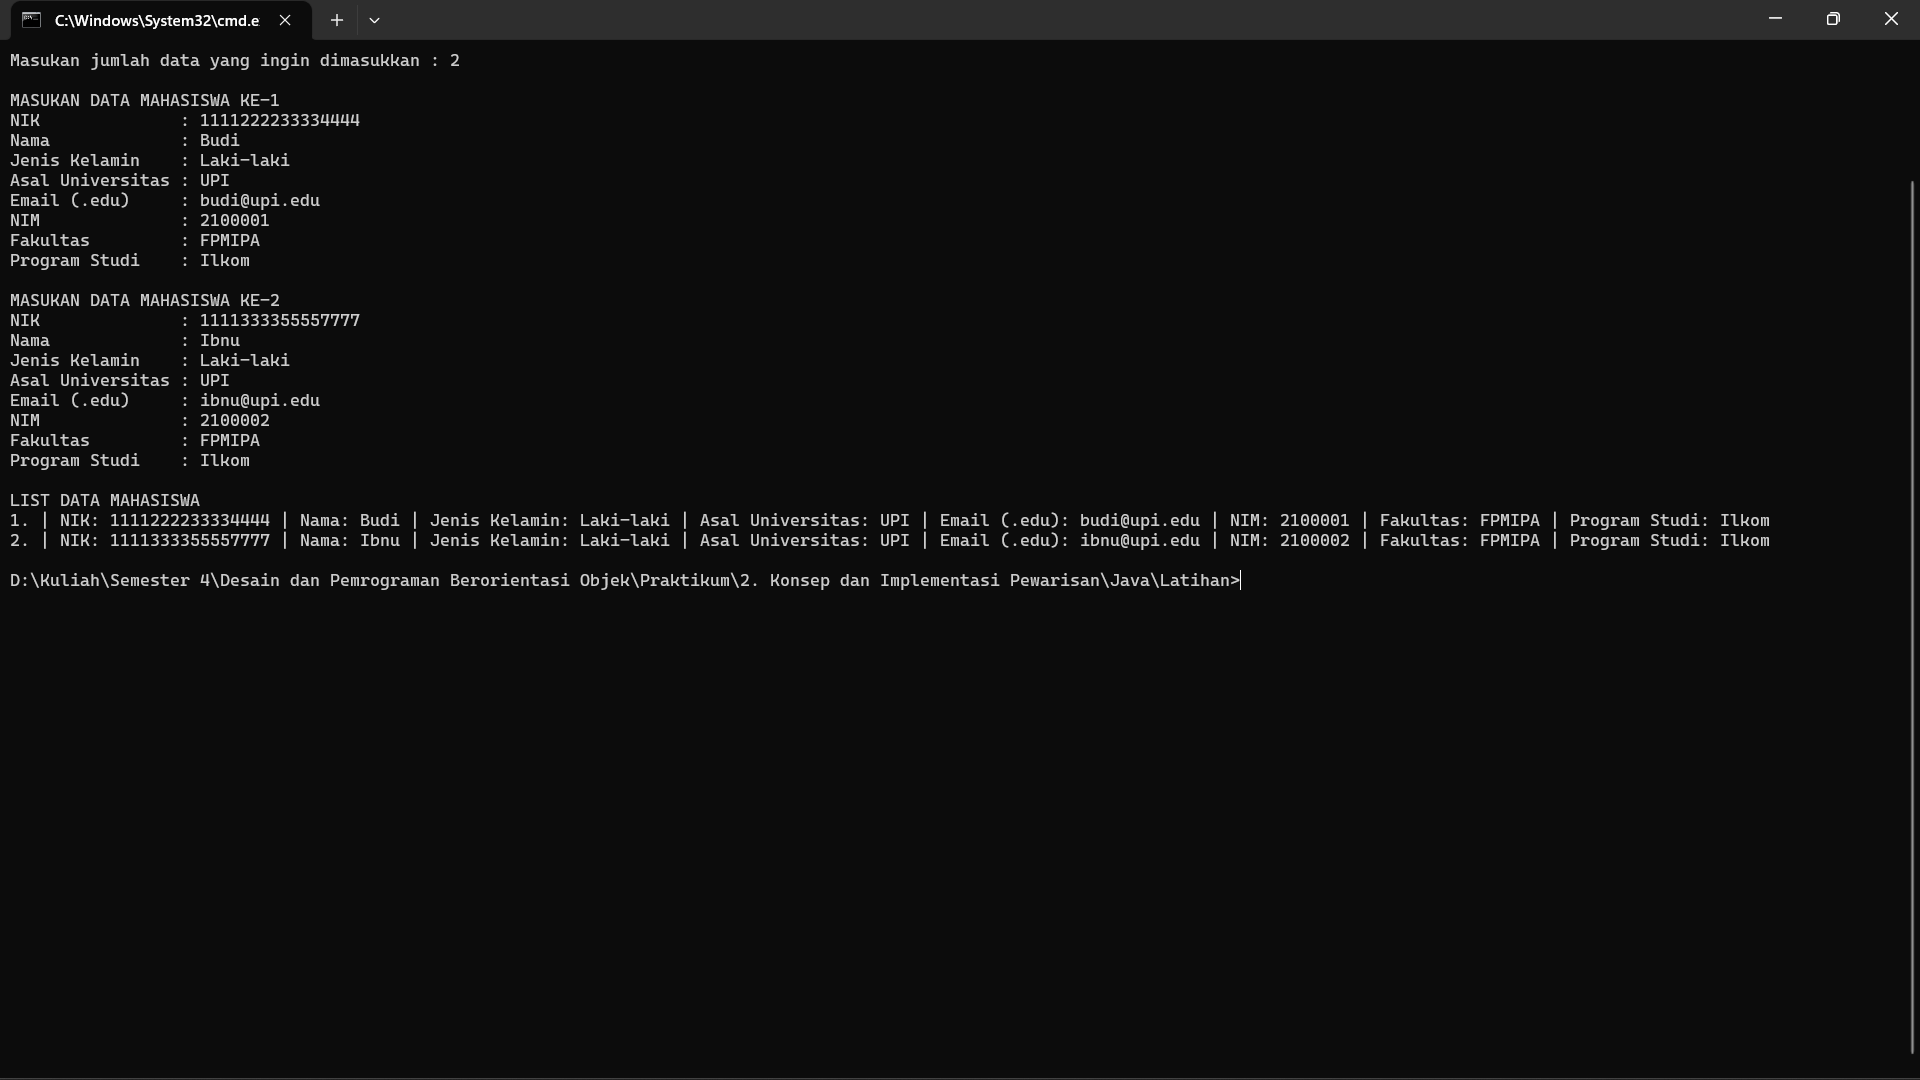 C:\Windows\System32\cmd.e
Masukan jumlah data yang ingin dimasukkan : 2
MASUKAN DATA MAHASISWA KE-1
NIK : 1111222233334444
Nama : Budi
Jenis Kelamin : Laki-laki
Asal Universitas : UPI
Email (.edu) : budi@upi.edu
NIM : 2100001
Fakultas : FPMIPA
Program Studi : Ilkom
MASUKAN DATA MAHASISWA KE-2
NIK : 1111333355557777
Nama : Ibnu
Jenis Kelamin : Laki-laki
Asal Universitas : UPI
Email (.edu) : ibnu@upi.edu
NIM : 2100002
Fakultas : FPMIPA
Program Studi : Ilkom
LIST DATA MAHASISWA
1. | NIK: 1111222233334444 | Nama: Budi | Jenis Kelamin: Laki-laki | Asal Universitas: UPI | Email (.edu): budi@upi.edu | NIM: 2100001 | Fakultas: FPMIPA | Program Studi: Ilkom
2. | NIK: 1111333355557777 | Nama: Ibnu | Jenis Kelamin: Laki-laki | Asal Universitas: UPI | Email (.edu): ibnu@upi.edu | NIM: 2100002 | Fakultas: FPMIPA | Program Studi: Ilkom
D:\Kuliah\Semester 4\Desain dan Pemrograman Berorientasi Objek\Praktikum\2. Konsep dan Implementasi Pewarisan\Java\Latihan>